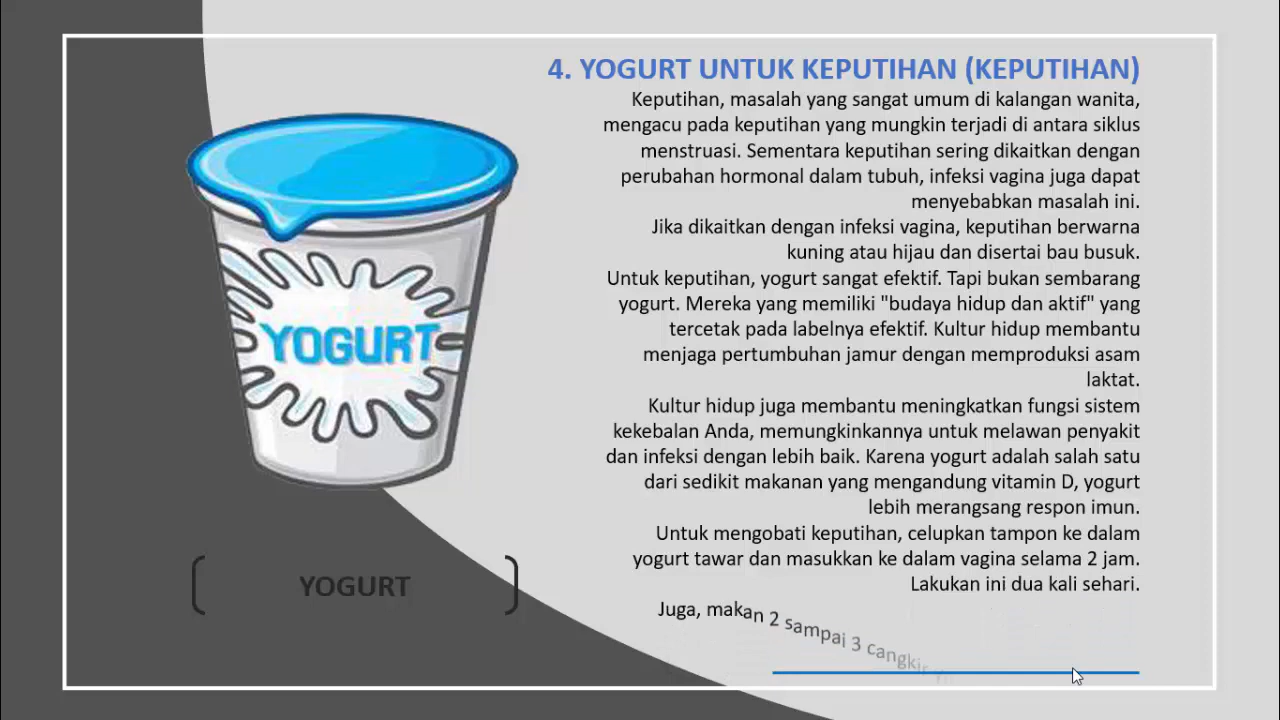 4. YOGURT UNTUK KEPUTIHAN (KEPUTIHAN)
Keputihan, masalah yang sangat umum di kalangan wanita,
mengacu pada keputihan yang mungkin terjadi di antara siklus
menstruasi. Sementara keputihan sering dikaitkan dengan
perubahan hormonal dalam tubuh, infeksi vagina juga dapat
menyebabkan masalah ini.
Jika dikaitkan dengan infeksi vagina, keputihan berwarna
kuning atau hijau dan disertai bau busuk.
Untuk keputihan, yogurt sangat efektif. Tapi bukan sembarang
yogurt. Mereka yang memiliki "budaya hidup dan aktif" yang
tercetak pada labelnya efektif. Kultur hidup membantu
menjaga pertumbuhan jamur dengan memproduksi asam
laktat.
Kultur hidup juga membantu meningkatkan fungsi sistem
kekebalan Anda, memungkinkannya untuk melawan penyakit
dan infeksi dengan lebih baik. Karena yogurt adalah salah satu
dari sedikit makanan yang mengandung vitamin D, yogurt
lebih merangsang respon imun.
Untuk mengobati keputihan, celupkan tampon ke dalam
yogurt tawar dan masukkan ke dalam vagina selama 2 jam.
Lakukan ini dua kali sehari.
Juga, makan 2 sampai 3 cangkir
YOGURT
YOGURT